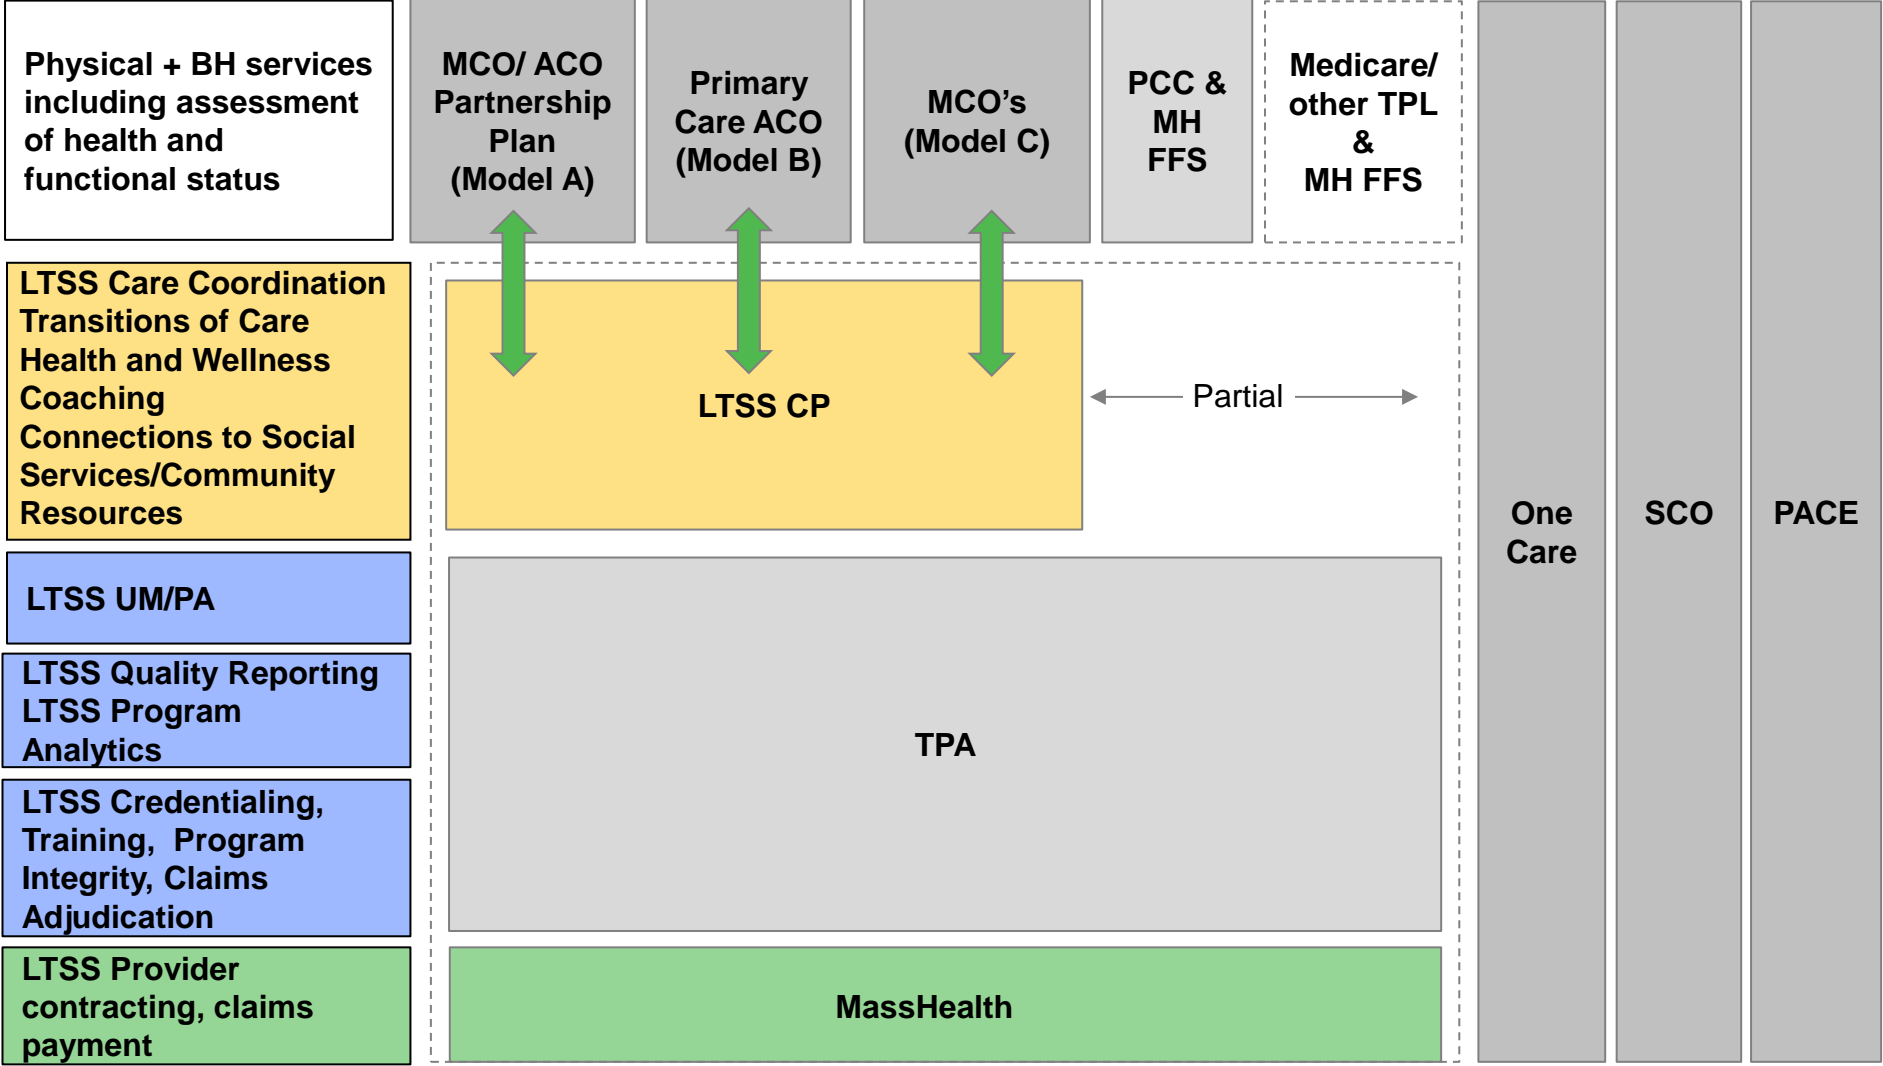 Physical + BH services
including assessment
of health and
functional status
MCO/ ACO
Partnership
Plan
(Model A)
Primary
Care ACO
(Model B)
MCO’s
(Model C)
PCC &
MH
FFS
Medicare/
other TPL
&
MH FFS
LTSS Care Coordination
Transitions of Care
Health and Wellness
Coaching
Connections to Social
Services/Community
Resources
LTSS CP
Partial
One
Care
SCO
PACE
LTSS UM/PA
LTSS Quality Reporting
LTSS Program
Analytics
TPA
LTSS Credentialing,
Training, Program
Integrity, Claims
Adjudication
LTSS Provider
contracting, claims
payment
MassHealth